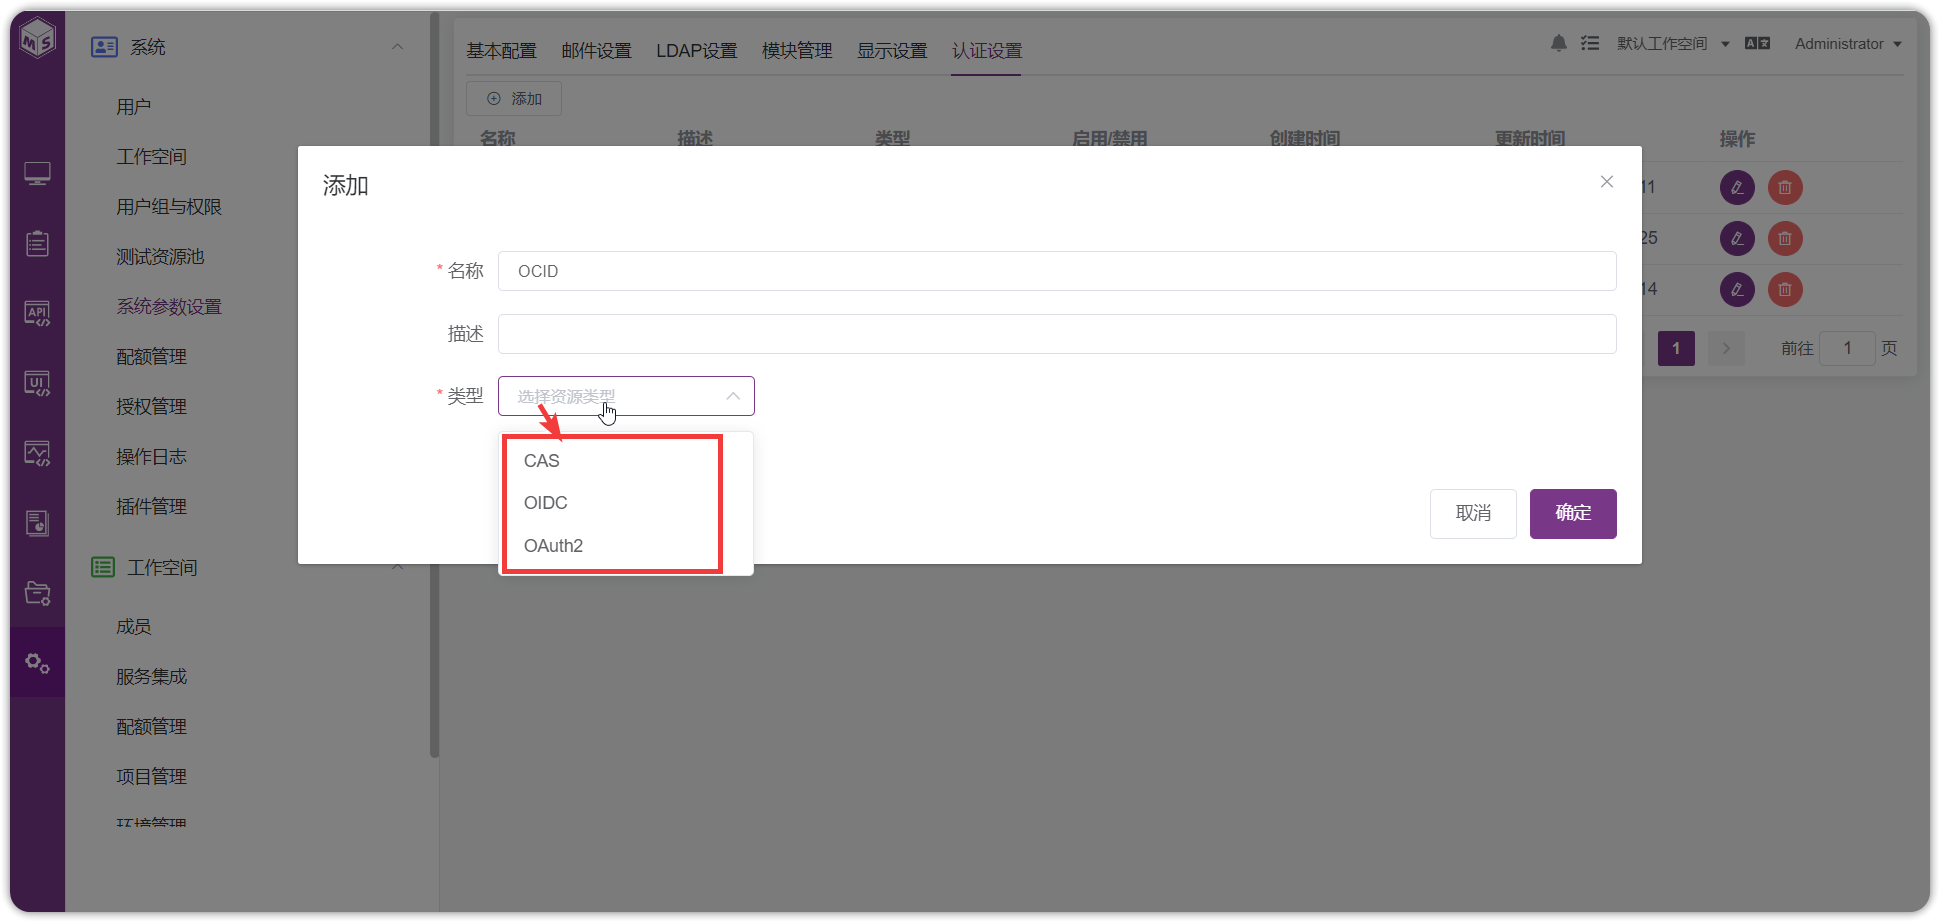 MS
系统
用户
工作空间
用户组与权限
测试资源池
系统参数设置
配额管理
授权管理
操作日志
插件管理
工作空间
成员
服务集成
配额管理
项目管理
环境管理
API
UI
基本配置 邮件设置 LDAP设置 模块管理 显示设置 认证设置
默认工作空间 Administrator
添加
名称 描述 类型 启用/禁用 创建时间 更新时间 操作
11
25
14
1 前往 1 页
添加
* 名称 OCID
描述
* 类型 选择资源类型
CAS
OIDC
OAuth2
取消 确定